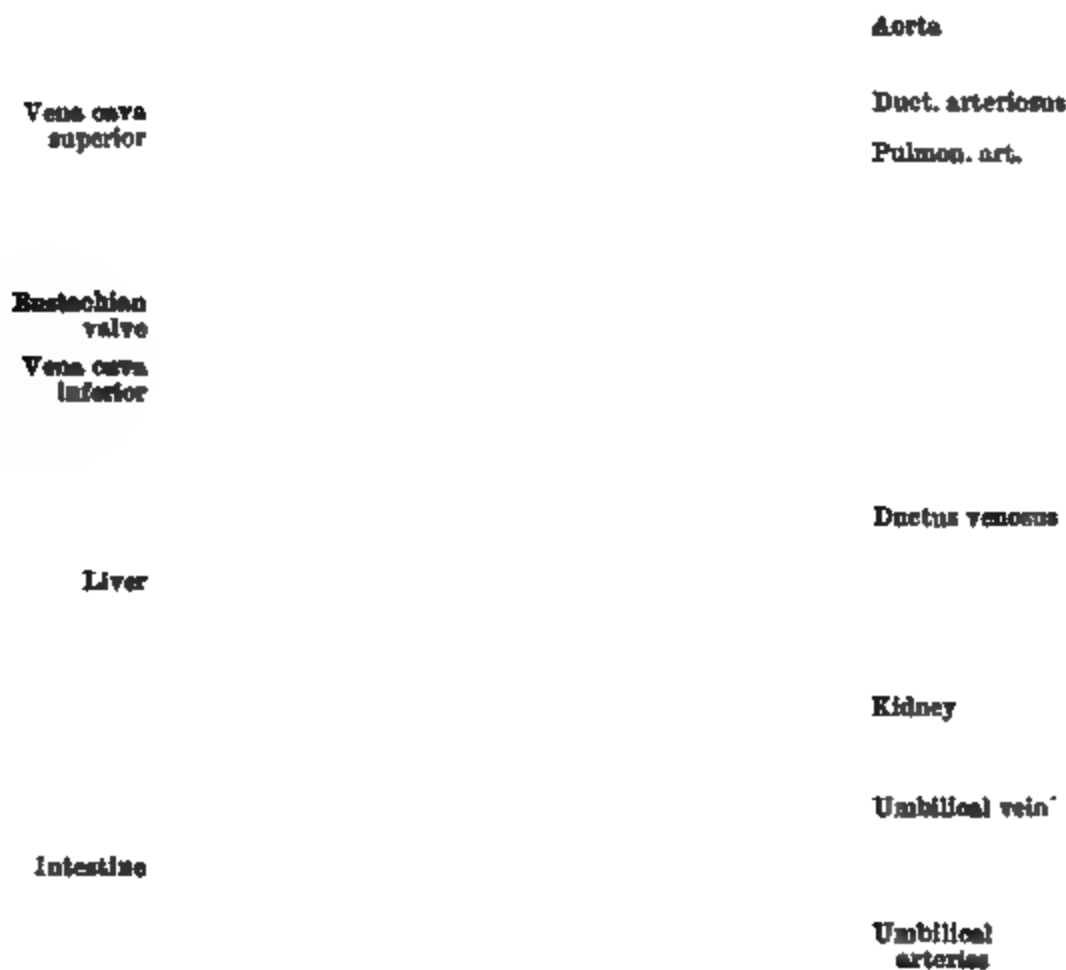 Aorta
Vena cava
superior
Duct. arteriosus
Pulmon. art.
Eustachian
valve
Vena cava
inferior
Ductus venosus
Liver
Kidney
Umbilical vein
Intestine
Umbilical
arteries